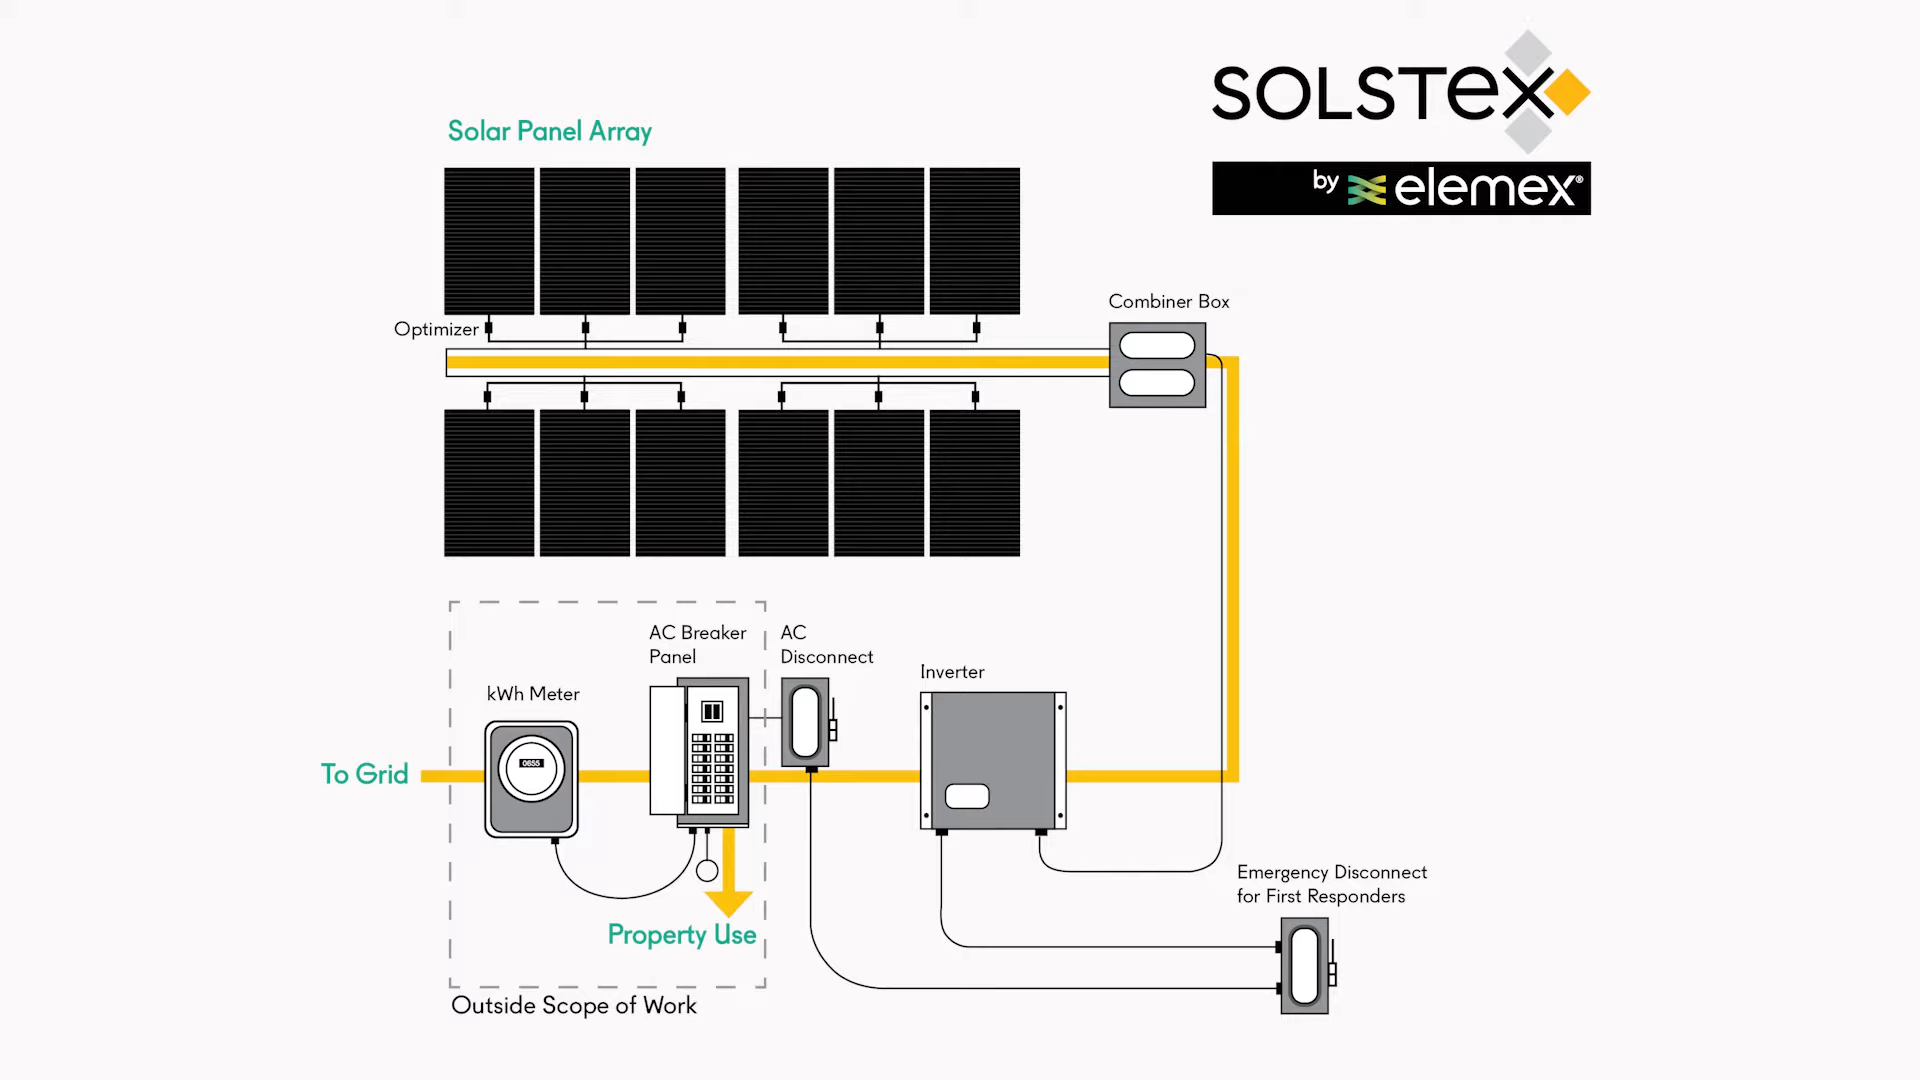 SOLSTEX
by elemex®
Solar Panel Array
Optimizer
Combiner Box
AC Breaker
Panel
AC
Disconnect
Inverter
kWh Meter
0655
To Grid
Property Use
Emergency Disconnect
for First Responders
Outside Scope of Work